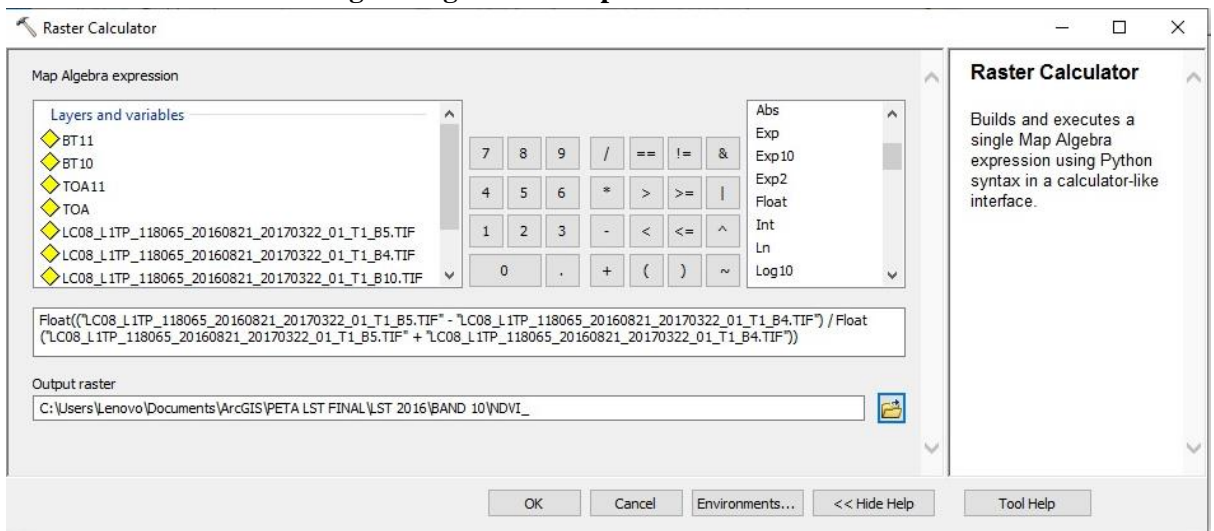 Raster Calculator
Map Algebra expression
Layers and variables
BT11
BT10
TOA11
TOA
LC08_L1TP_118065_20160821_20170322_01_T1_B5.TIF
LC08_L1TP_118065_20160821_20170322_01_T1_B4.TIF
LC08_L1TP_118065_20160821_20170322_01_T1_B10.TIF
7 8 9 / == != &
4 5 6 * > >= |
1 2 3 - < <= ^
0 . + ( ) ~
Abs
Exp
Exp10
Exp2
Float
Int
Ln
Log10
Float(("LC08_L1TP_118065_20160821_20170322_01_T1_B5.TIF" - "LC08_L1TP_118065_20160821_20170322_01_T1_B4.TIF") / Float
("LC08_L1TP_118065_20160821_20170322_01_T1_B5.TIF" + "LC08_L1TP_118065_20160821_20170322_01_T1_B4.TIF"))
Output raster
C:\Users\Lenovo\Documents\ArcGIS\PETA LST FINAL\LST 2016\BAND 10\NDVI_
OK Cancel Environments... << Hide Help Tool Help
Raster Calculator
Builds and executes a
single Map Algebra
expression using Python
syntax in a calculator-like
interface.